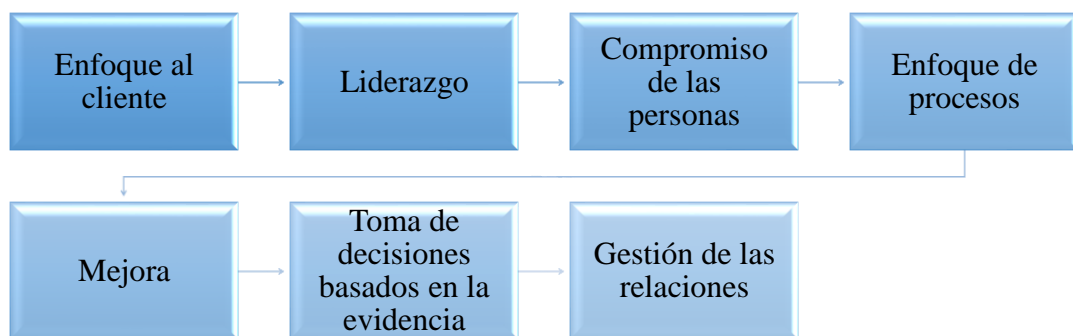 Enfoque al
cliente
Liderazgo
Compromiso
de las
personas
Enfoque de
procesos
Mejora
Toma de
decisiones
basados en la
evidencia
Gestión de las
relaciones